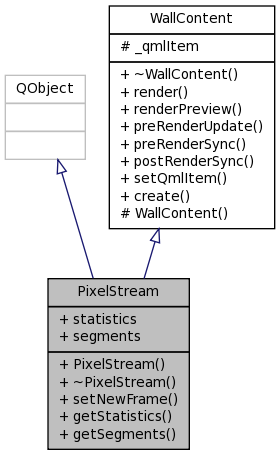 WallContent
# _qmlItem
+ ~WallContent()
+ render()
+ renderPreview()
+ preRenderUpdate()
+ preRenderSync()
+ postRenderSync()
+ setQmlItem()
+ create()
# WallContent()
QObject
PixelStream
+ statistics
+ segments
+ PixelStream()
+ ~PixelStream()
+ setNewFrame()
+ getStatistics()
+ getSegments()